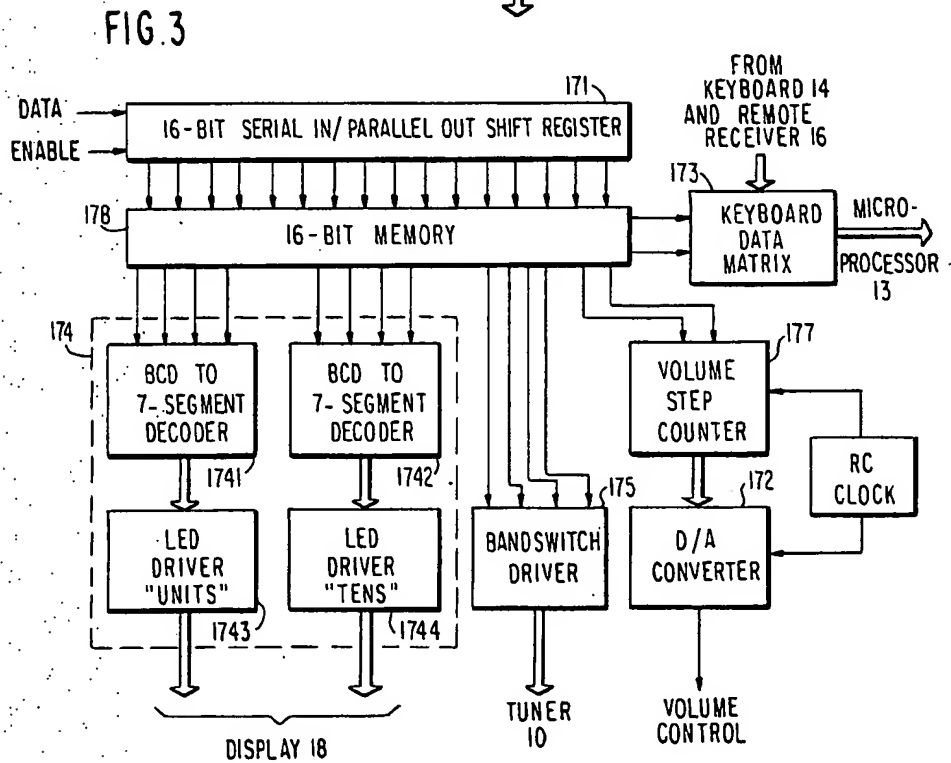 FIG.3
DATA
ENABLE
171
16-BIT SERIAL IN/PARALLEL OUT SHIFT REGISTER
FROM
KEYBOARD 14
AND REMOTE
RECEIVER 16
178
16-BIT MEMORY
173
KEYBOARD
DATA
MATRIX
MICRO-
PROCESSOR
13
174
BCD TO
7-SEGMENT
DECODER
1741
BCD TO
7-SEGMENT
DECODER
1742
177
VOLUME
STEP
COUNTER
RC
CLOCK
LED
DRIVER
"UNITS"
1743
LED
DRIVER
"TENS"
1744
175
BANDSWITCH
DRIVER
172
D/A
CONVERTER
DISPLAY 18
TUNER
10
VOLUME
CONTROL